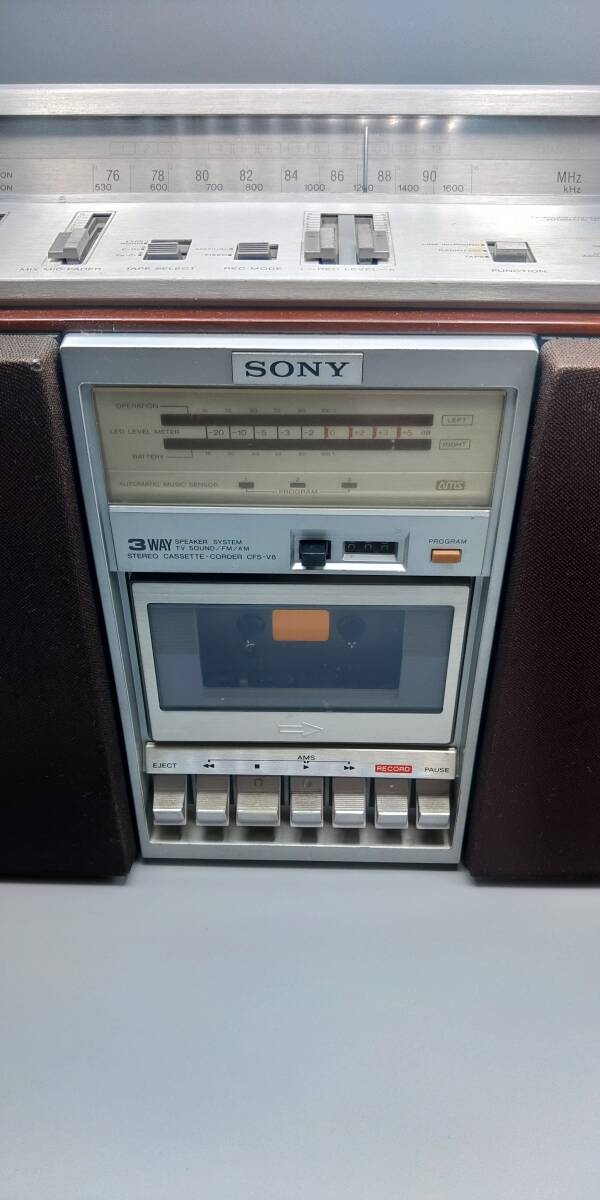 76 78 80 82 84 86 88 90 MHz
530 600 700 800 1000 1200 1400 1600 kHz
MIX MIC FADER
TAPE SELECT
REC MODE
REC LEVEL
FUNCTION
SONY
OPERATION
LEFT
LED LEVEL METER -20 -10 -5 -3 -2 0 +2 +3 +5 dB
RIGHT
BATTERY
AUTOMATIC MUSIC SENSOR 1 2 3
PROGRAM
AMS
3 WAY SPEAKER SYSTEM
TV SOUND/FM/AM
STEREO CASSETTE-CORDER CFS-V8
PROGRAM
AMS
EJECT RECORD PAUSE